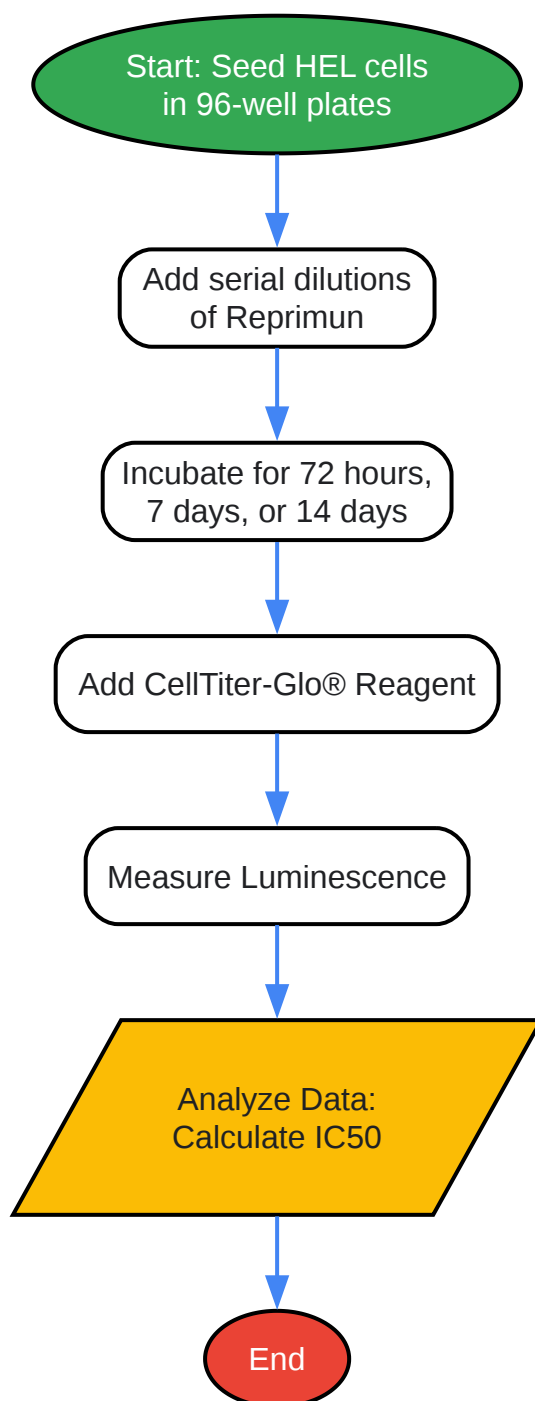 Start: Seed HEL cells
in 96-well plates
Add serial dilutions
of Reprimun
Incubate for 72 hours,
7 days, or 14 days
Add CellTiter-Glo® Reagent
Measure Luminescence
Analyze Data:
Calculate IC50
End